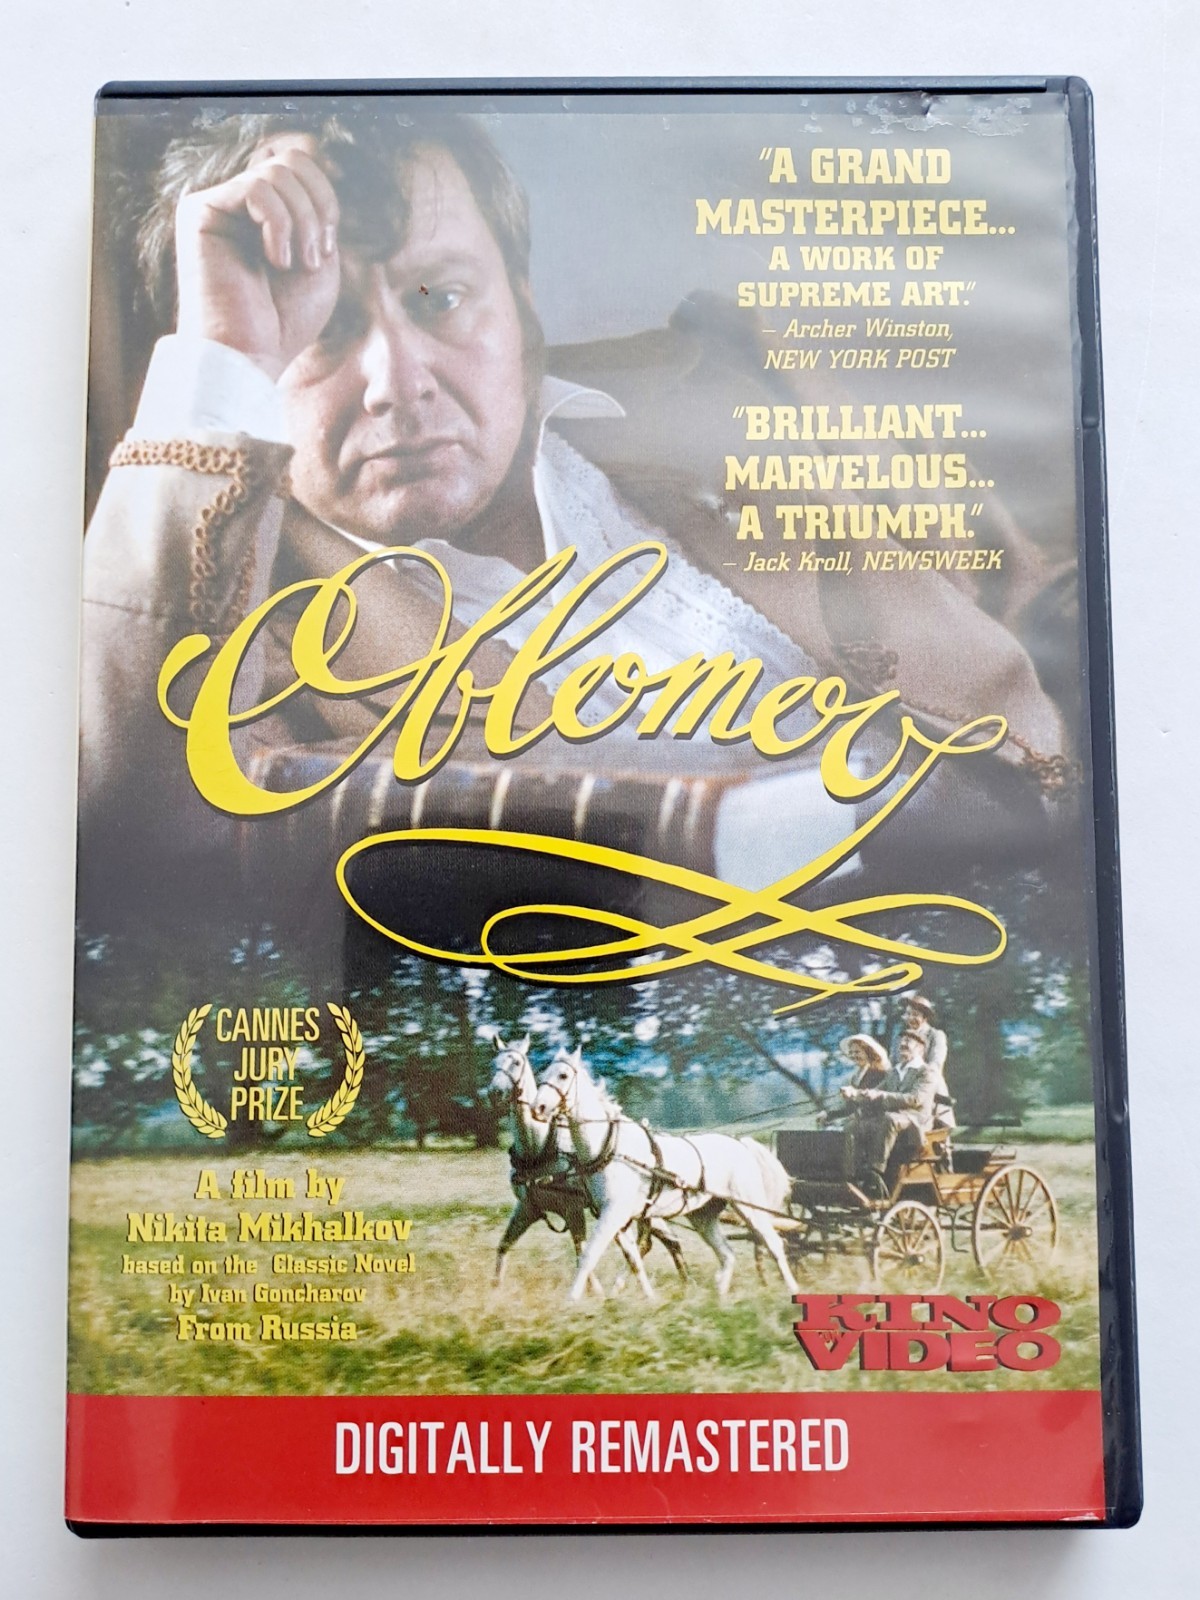 "A GRAND
MASTERPIECE...
A WORK OF
SUPREME ART."
– Archer Winston,
NEW YORK POST
"BRILLIANT...
MARVELOUS...
A TRIUMPH."
– Jack Kroll, NEWSWEEK
Oblomov
CANNES
JURY
PRIZE
A film by
Nikita Mikhalkov
based on the Classic Novel
by Ivan Goncharov
From Russia
KINO
ON
VIDEO
DIGITALLY REMASTERED